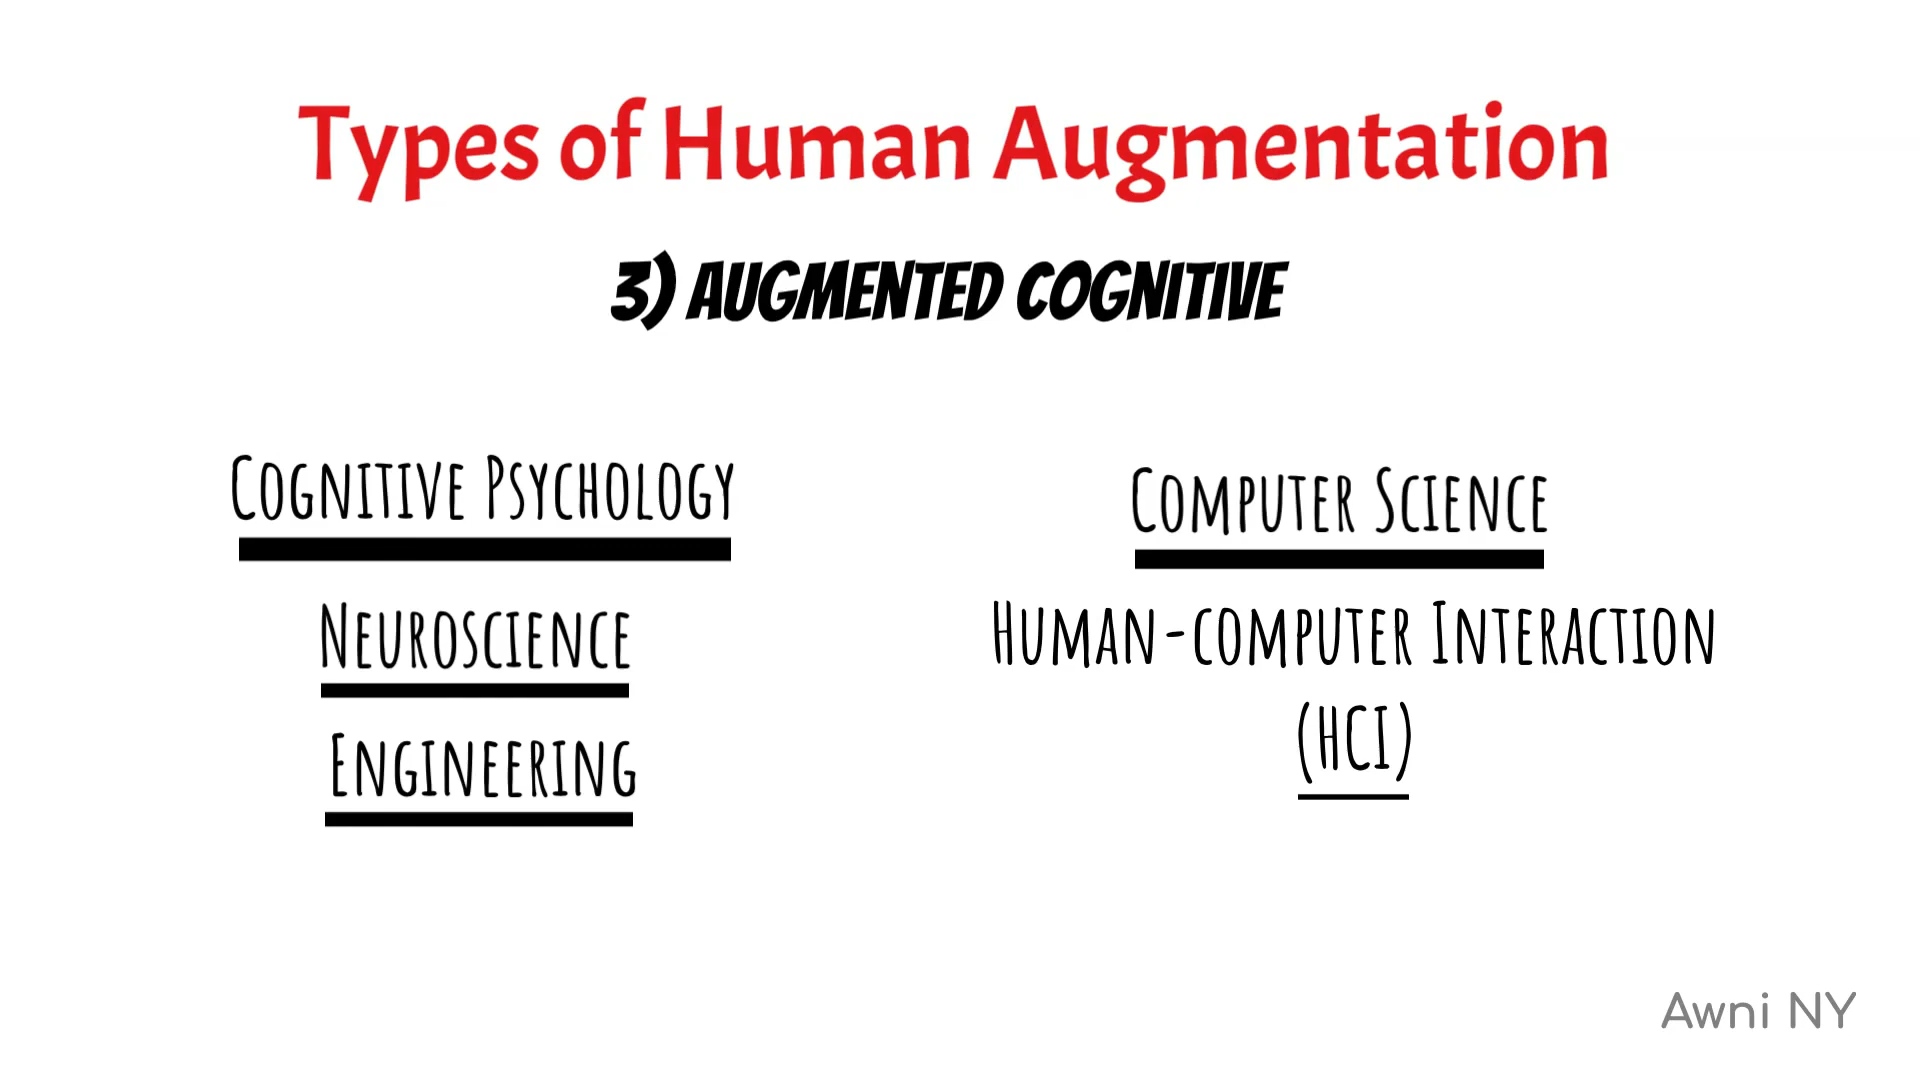 Types of Human Augmentation
3) AUGMENTED COGNITIVE
Cognitive Psychology
Neuroscience
Engineering
Computer Science
Human-computer Interaction
(HCI)
Awni NY